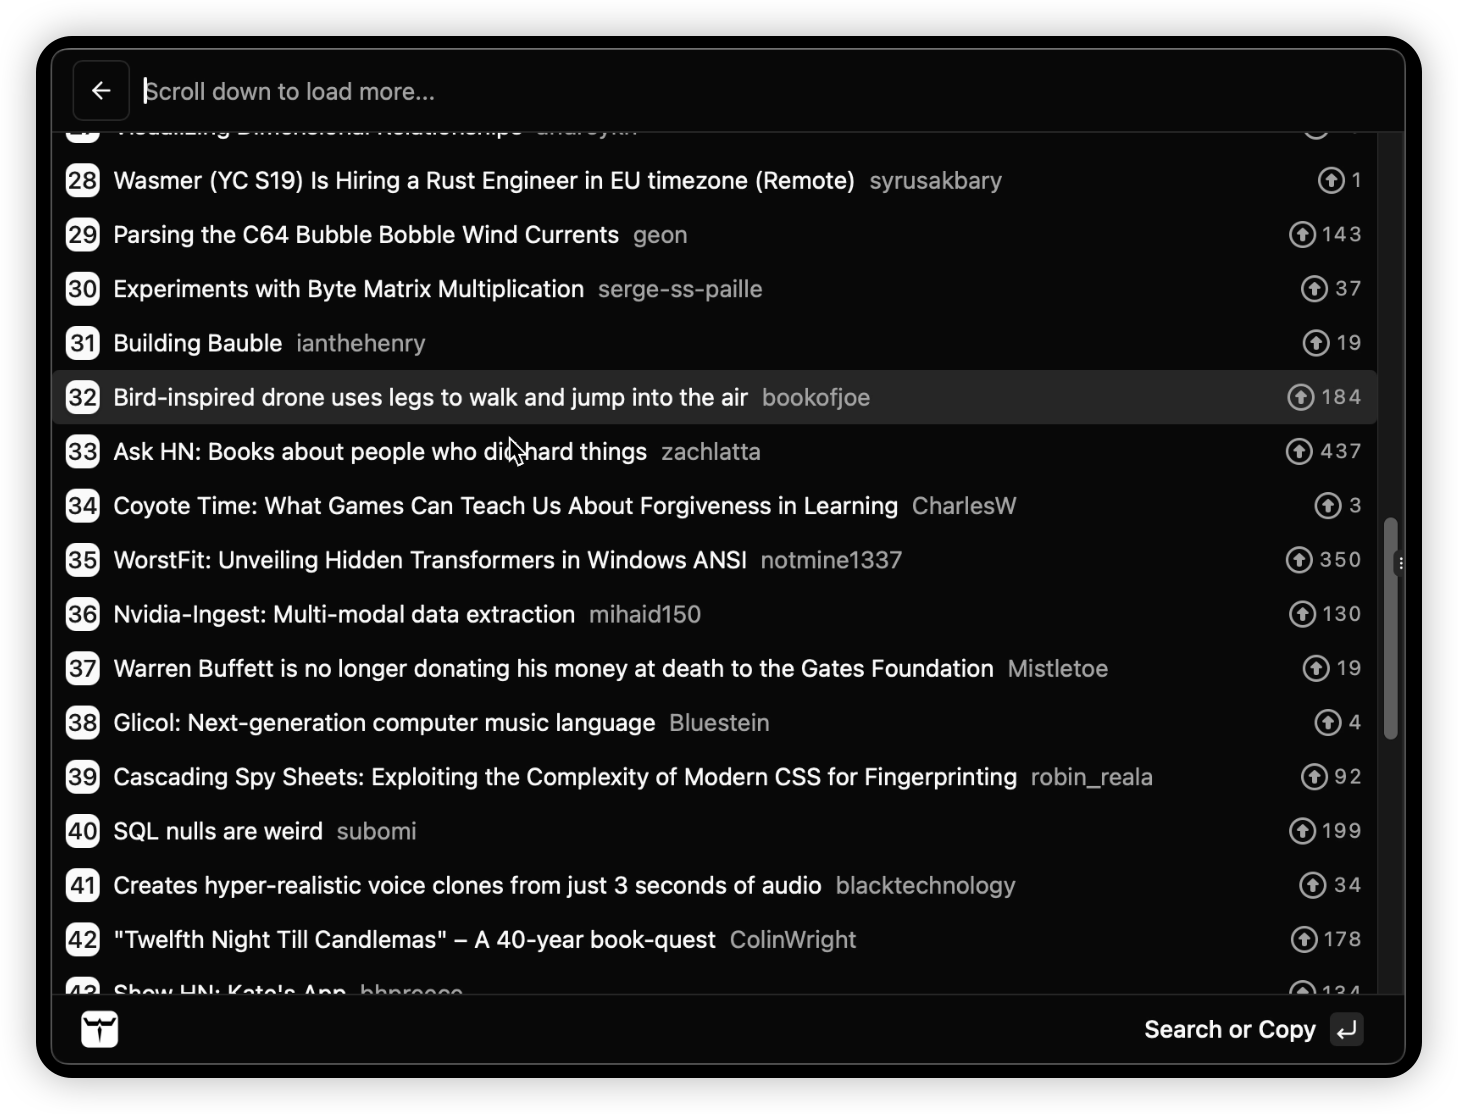 Scroll down to load more...
Visualizing Dimensional Relationships
28 Wasmer (YC S19) Is Hiring a Rust Engineer in EU timezone (Remote) syrusakbary 1
29 Parsing the C64 Bubble Bobble Wind Currents geon 143
30 Experiments with Byte Matrix Multiplication serge-ss-paille 37
31 Building Bauble ianthehenry 19
32 Bird-inspired drone uses legs to walk and jump into the air bookofjoe 184
33 Ask HN: Books about people who did hard things zachlatta 437
34 Coyote Time: What Games Can Teach Us About Forgiveness in Learning CharlesW 3
35 WorstFit: Unveiling Hidden Transformers in Windows ANSI notmine1337 350
36 Nvidia-Ingest: Multi-modal data extraction mihaid150 130
37 Warren Buffett is no longer donating his money at death to the Gates Foundation Mistletoe 19
38 Glicol: Next-generation computer music language Bluestein 4
39 Cascading Spy Sheets: Exploiting the Complexity of Modern CSS for Fingerprinting robin_reala 92
40 SQL nulls are weird subomi 199
41 Creates hyper-realistic voice clones from just 3 seconds of audio blacktechnology 34
42 "Twelfth Night Till Candlemas" – A 40-year book-quest ColinWright 178
43 Show HN: Kate's App bhpreece 134
Search or Copy